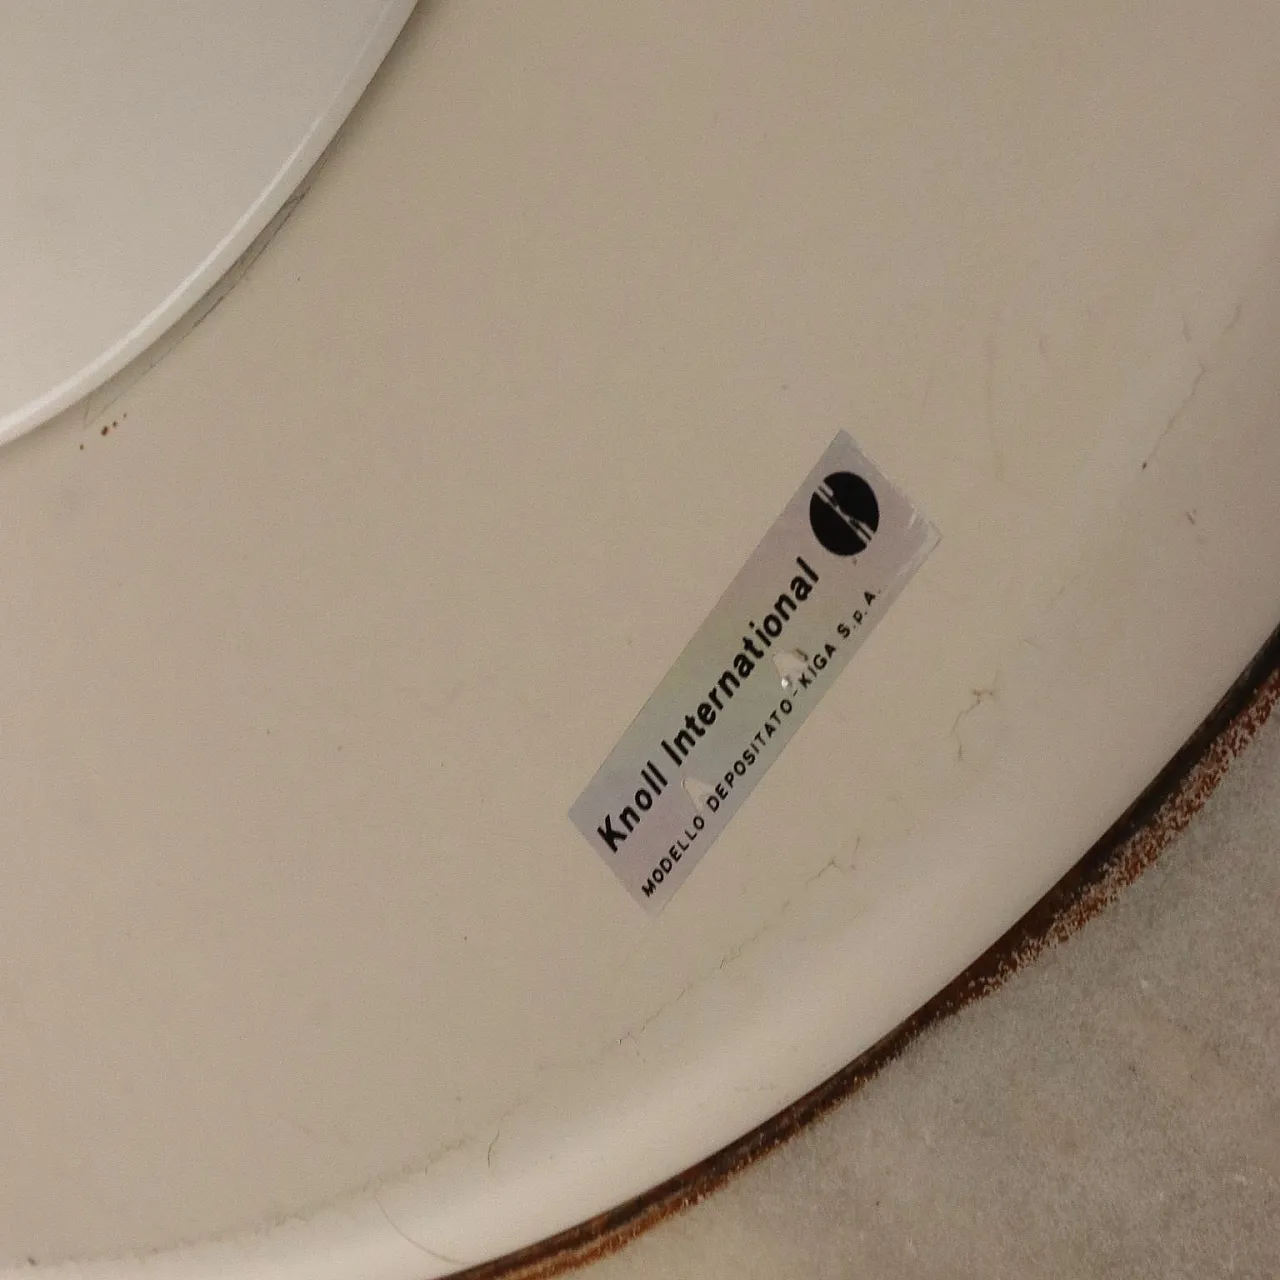 Knoll International
MODELLO DEPOSITATO-KIGA S.p.A.